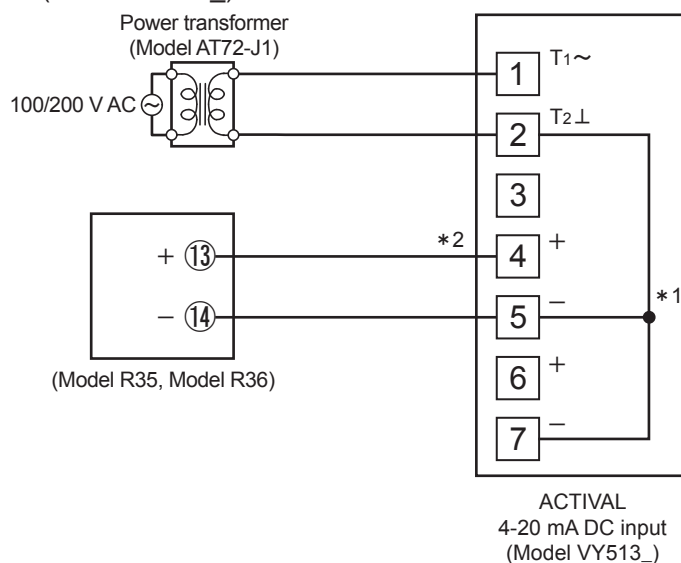 Power transformer
(Model AT72-J1)
100/200 V AC
1 T1～
2 T2⊥
3
＊2
4 +
5 −
＊1
6 +
7 −
+ ⑬
− ⑭
(Model R35, Model R36)
ACTIVAL
4-20 mA DC input
(Model VY513_)